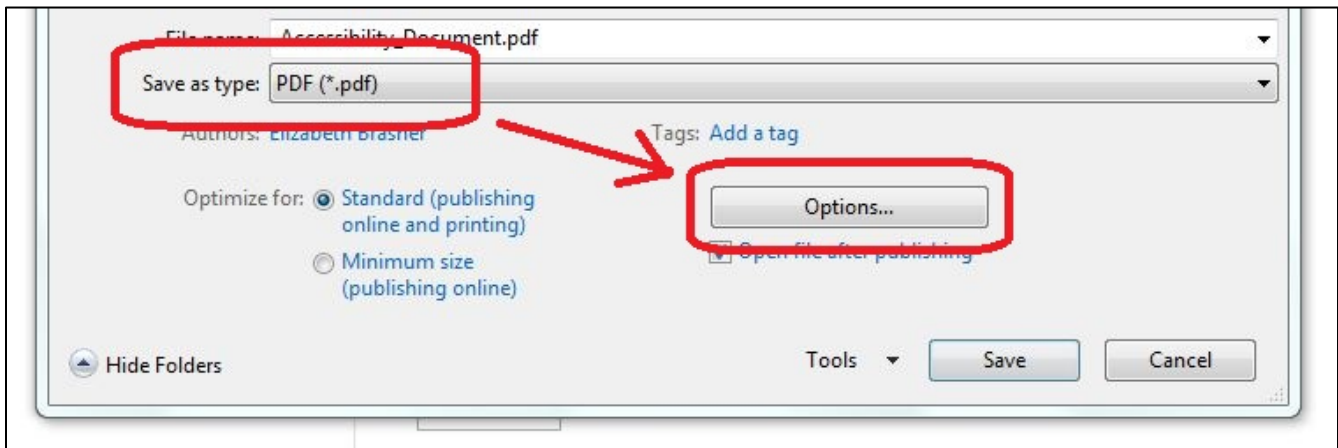 File name: Accessibility_Document.pdf
Save as type: PDF (*.pdf)
Authors: Elizabeth Brasher Tags: Add a tag
Optimize for: Standard (publishing
online and printing)
Options...
Open file after publishing
Minimum size
(publishing online)
Hide Folders Tools Save Cancel